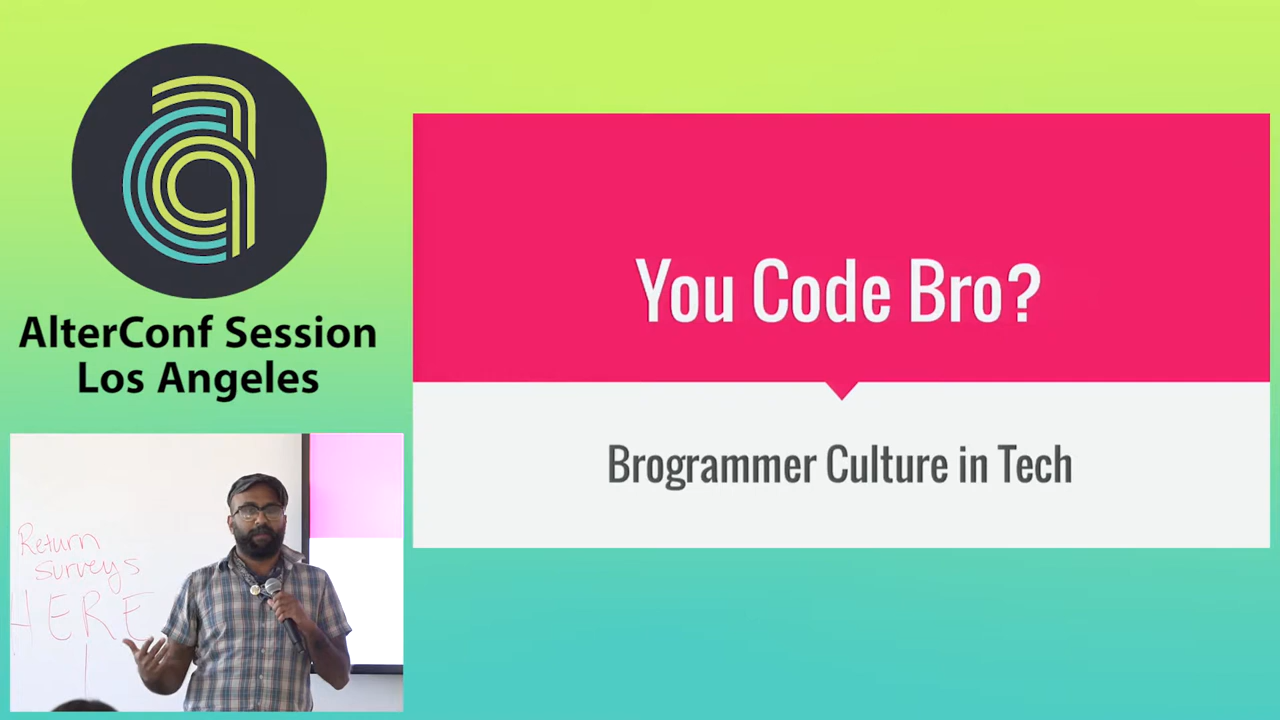 AlterConf Session
Los Angeles
You Code Bro?
Brogrammer Culture in Tech
Return
surveys
HERE